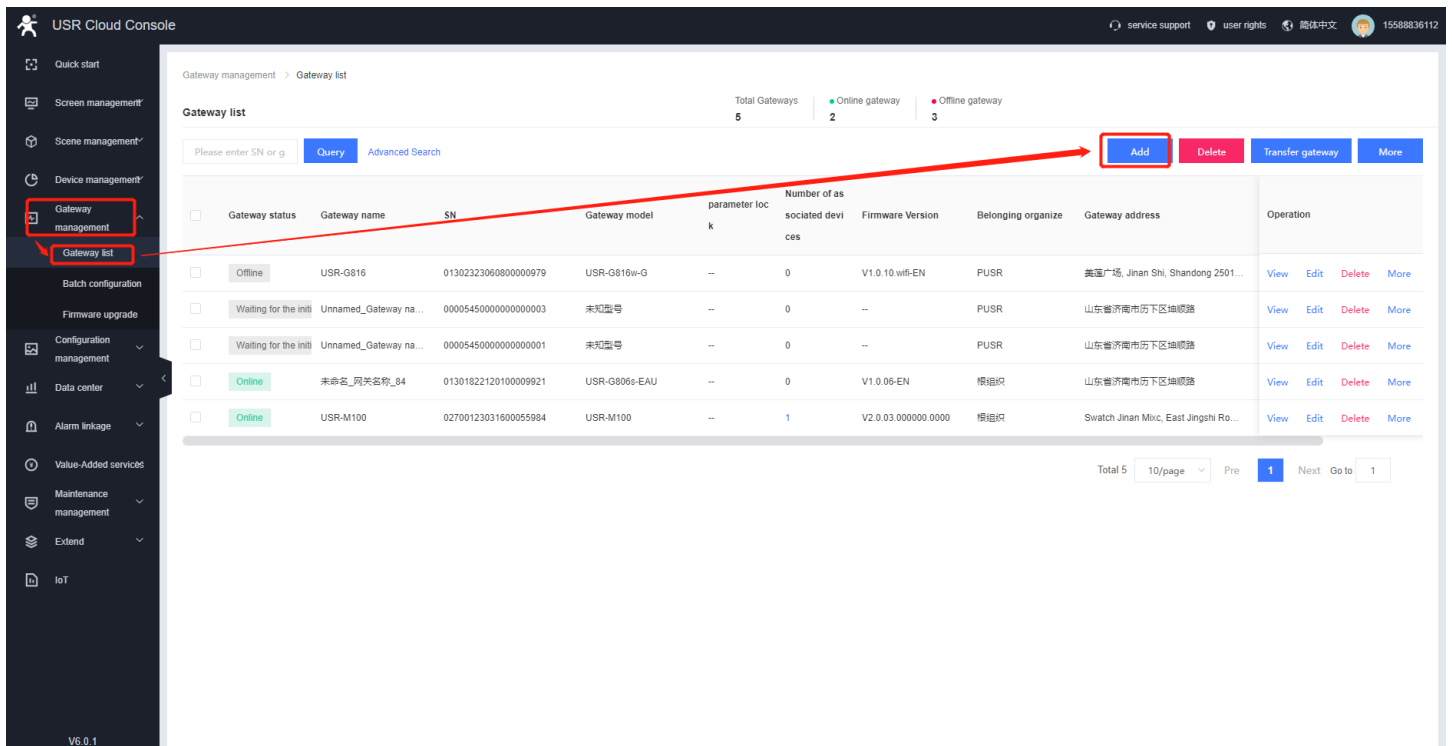 USR Cloud Console
service support
user rights
简体中文
15588836112
Quick start
Screen management
Scene management
Device management
Gateway
management
Gateway list
Batch configuration
Firmware upgrade
Configuration
management
Data center
Alarm linkage
Value-Added services
Maintenance
management
Extend
IoT
V6.0.1
Gateway management > Gateway list
Gateway list
Total Gateways
5
Online gateway
2
Offline gateway
3
Please enter SN or g
Query
Advanced Search
Add
Delete
Transfer gateway
More
Gateway status
Gateway name
SN
Gateway model
parameter loc
k
Number of as
sociated devi
ces
Firmware Version
Belonging organize
Gateway address
Operation
Offline USR-G816 01302323060800000979 USR-G816w-G -- 0 V1.0.10.wifi-EN PUSR 美莲广场, Jinan Shi, Shandong 2501... View Edit Delete More
Waiting for the initi Unnamed_Gateway na... 00005450000000000003 未知型号 -- 0 -- PUSR 山东省济南市历下区坤顺路 View Edit Delete More
Waiting for the initi Unnamed_Gateway na... 00005450000000000001 未知型号 -- 0 -- PUSR 山东省济南市历下区坤顺路 View Edit Delete More
Online 未命名_网关名称_84 01301822120100009921 USR-G806s-EAU -- 0 V1.0.06-EN 根组织 山东省济南市历下区坤顺路 View Edit Delete More
Online USR-M100 02700123031600055984 USR-M100 -- 1 V2.0.03.000000.0000 根组织 Swatch Jinan Mixc, East Jingshi Ro... View Edit Delete More
Total 5 10/page Pre 1 Next Go to 1